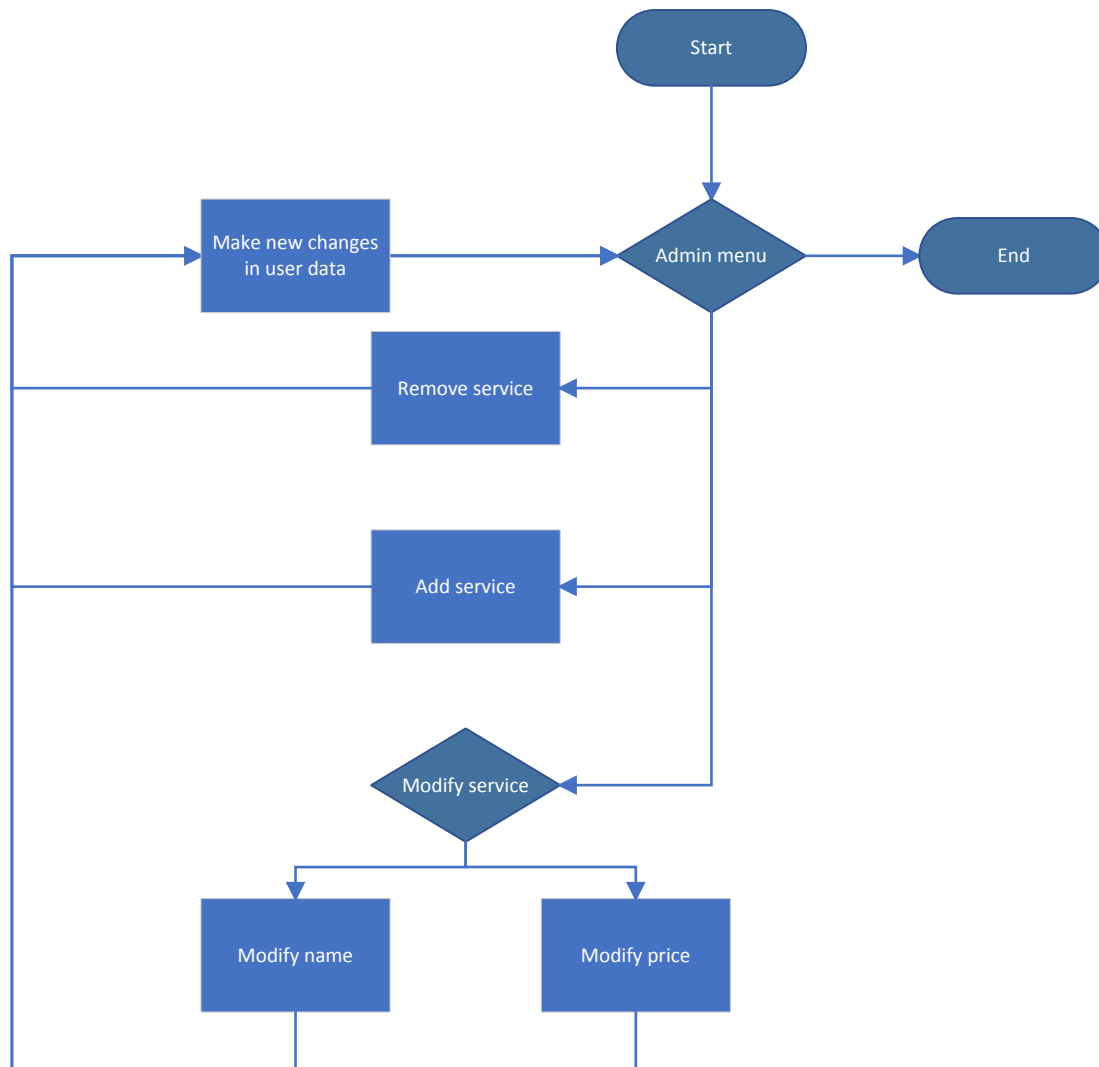 Start
Make new changes
in user data
Admin menu
End
Remove service
Add service
Modify service
Modify name
Modify price